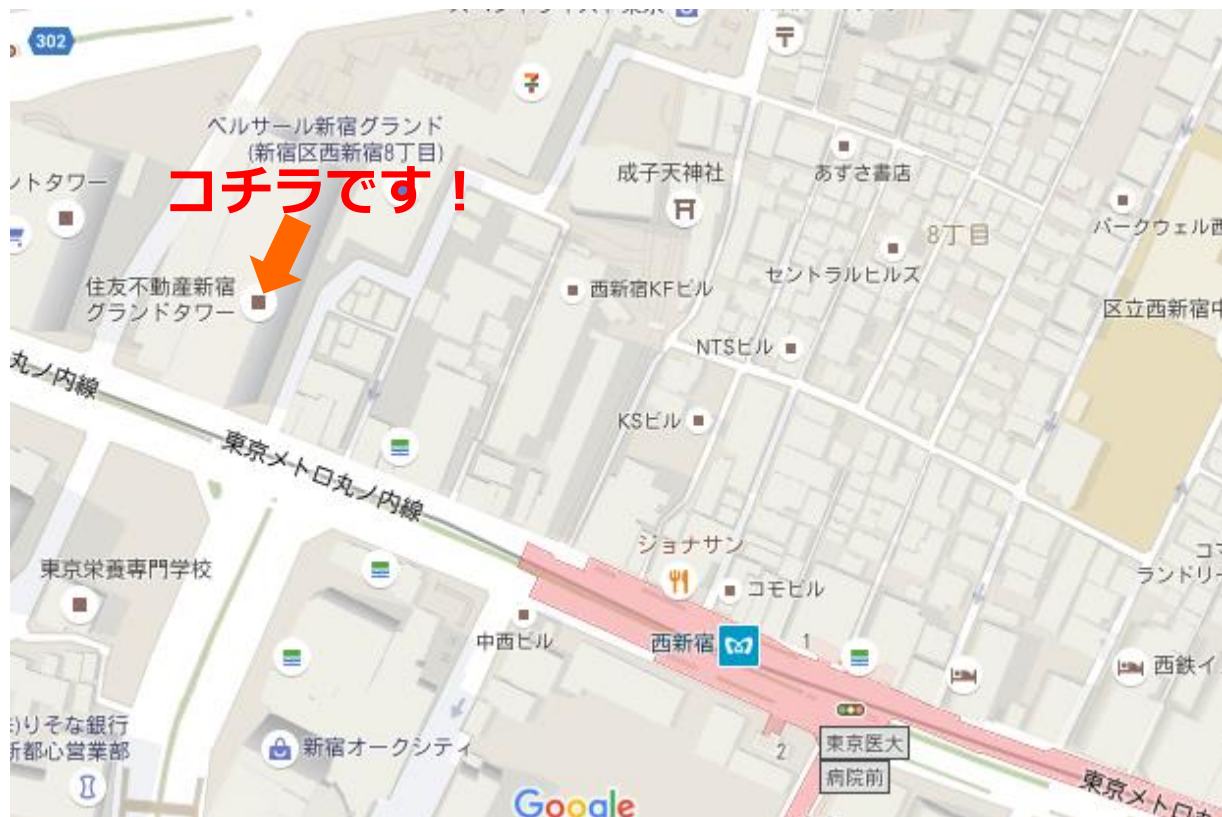 302
ベルサール新宿グランド
(新宿区西新宿8丁目)
コチラです！
ントタワー
成子天神社
あずさ書店
8丁目
パークウェル西
セントラルヒルズ
住友不動産新宿
グランドタワー
西新宿KFビル
区立西新宿中
NTSビル
丸ノ内線
KSビル
東京メトロ丸ノ内線
ジョナサン
東京栄養専門学校
コモビル
ランドリー
中西ビル
西新宿
1
西鉄イ
りそな銀行
新都心営業部
新宿オークシティ
2
東京医大
病院前
東京メトロ丸
Google